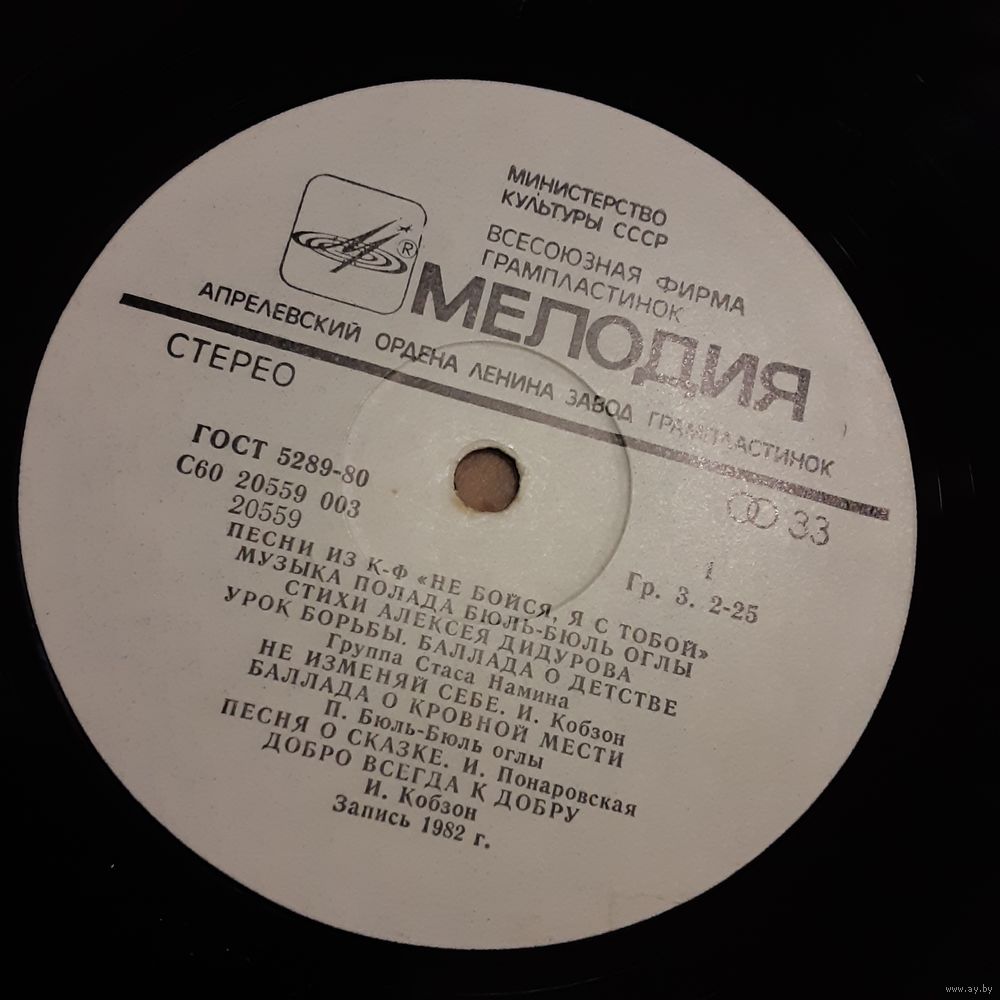 МИНИСТЕРСТВО
КУЛЬТУРЫ СССР
ВСЕСОЮЗНАЯ ФИРМА
ГРАМПЛАСТИНОК
®
МЕЛОДИЯ
АПРЕЛЕВСКИЙ ОРДЕНА ЛЕНИНА ЗАВОД ГРАМПЛАСТИНОК
СТЕРЕО
33
ГОСТ 5289-80
С60 20559 003
20559
1
Гр. 3. 2-25
ПЕСНИ ИЗ К-Ф «НЕ БОЙСЯ, Я С ТОБОЙ»
МУЗЫКА ПОЛАДА БЮЛЬ-БЮЛЬ ОГЛЫ
СТИХИ АЛЕКСЕЯ ДИДУРОВА
УРОК БОРЬБЫ. БАЛЛАДА О ДЕТСТВЕ
Группа Стаса Намина
НЕ ИЗМЕНЯЙ СЕБЕ. И. Кобзон
БАЛЛАДА О КРОВНОЙ МЕСТИ
П. Бюль-Бюль оглы
ПЕСНЯ О СКАЗКЕ. И. Понаровская
ДОБРО ВСЕГДА К ДОБРУ
И. Кобзон
Запись 1982 г.
www.ay.by